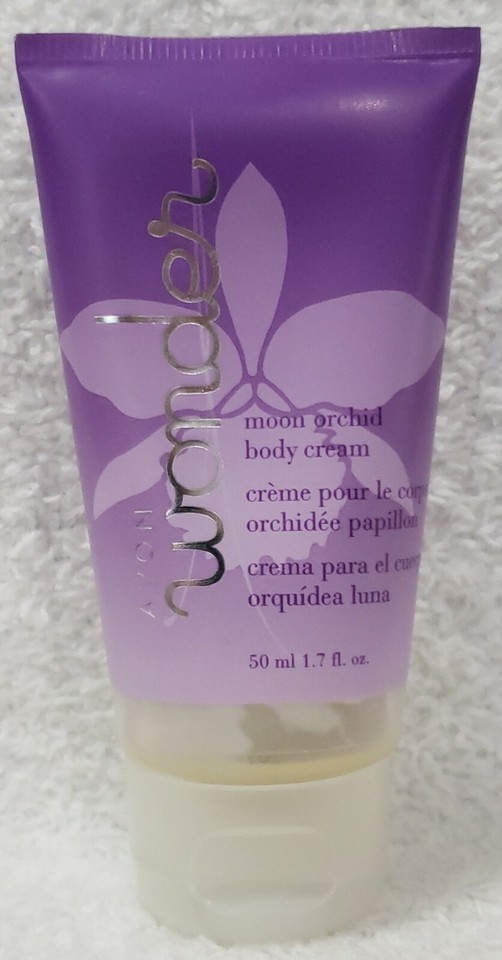 AVON
wonder
moon orchid
body cream
crème pour le
orchidée papillon
crema para el
orquídea luna
50 ml 1.7 fl. oz.